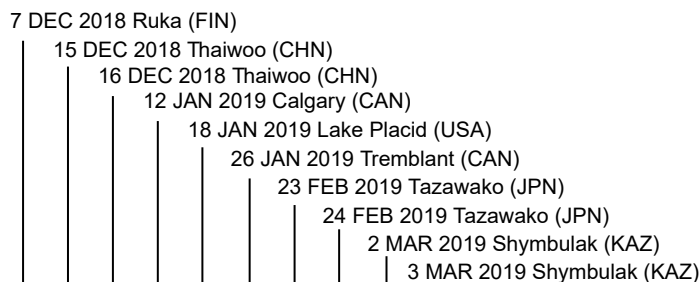 7 DEC 2018 Ruka (FIN)
15 DEC 2018 Thaiwoo (CHN)
16 DEC 2018 Thaiwoo (CHN)
12 JAN 2019 Calgary (CAN)
18 JAN 2019 Lake Placid (USA)
26 JAN 2019 Tremblant (CAN)
23 FEB 2019 Tazawako (JPN)
24 FEB 2019 Tazawako (JPN)
2 MAR 2019 Shymbulak (KAZ)
3 MAR 2019 Shymbulak (KAZ)